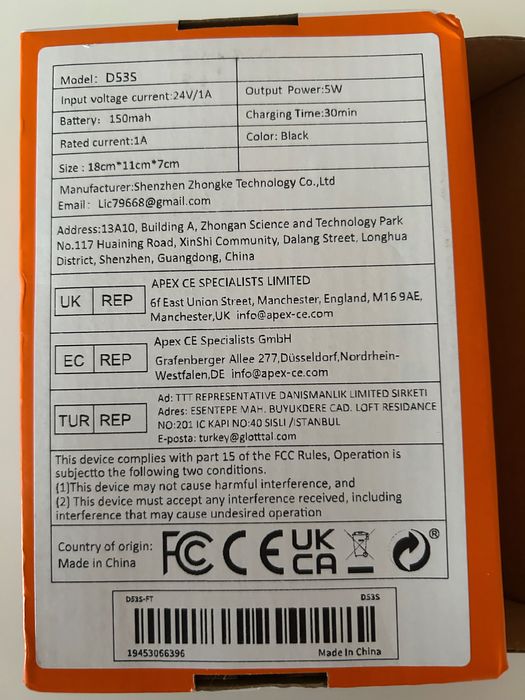 Model: D53S
Input voltage current:24V/1A
Output Power:5W
Battery: 150mah
Charging Time:30min
Rated current:1A
Color: Black
Size : 18cm*11cm*7cm
Manufacturer:Shenzhen Zhongke Technology Co.,Ltd
Email: Lic79668@gmail.com
Address:13A10, Building A, Zhongan Science and Technology Park
No.117 Huaining Road, XinShi Community, Dalang Street, Longhua
District, Shenzhen, Guangdong, China
UK REP
APEX CE SPECIALISTS LIMITED
6f East Union Street, Manchester, England, M16 9AE,
Manchester,UK info@apex-ce.com
EC REP
Apex CE Specialists GmbH
Grafenberger Allee 277,Düsseldorf,Nordrhein-
Westfalen,DE info@apex-ce.com
TUR REP
Ad: TTT REPRESENTATIVE DANISMANLIK LIMITED SIRKETI
Adres: ESENTEPE MAH. BUYUKDERE CAD. LOFT RESIDANCE
NO:201 IC KAPI NO:40 SISLI /STANBUL
E-posta: turkey@glotttal.com
This device complies with part 15 of the FCC Rules, Operation is
subjectto the following two conditions.
(1)This device may not cause harmful interference, and
(2) This device must accept any interference received, including
interference that may cause undesired operation
Country of origin:
Made in China
FC CE UK
CA
®
D53S-FT D53S
19453066396 Made In China